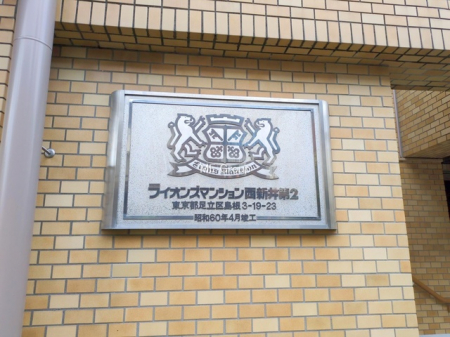 Lions Mansion
ライオンズマンション西新井第2
東京都足立区島根3-19-23
昭和60年4月竣工